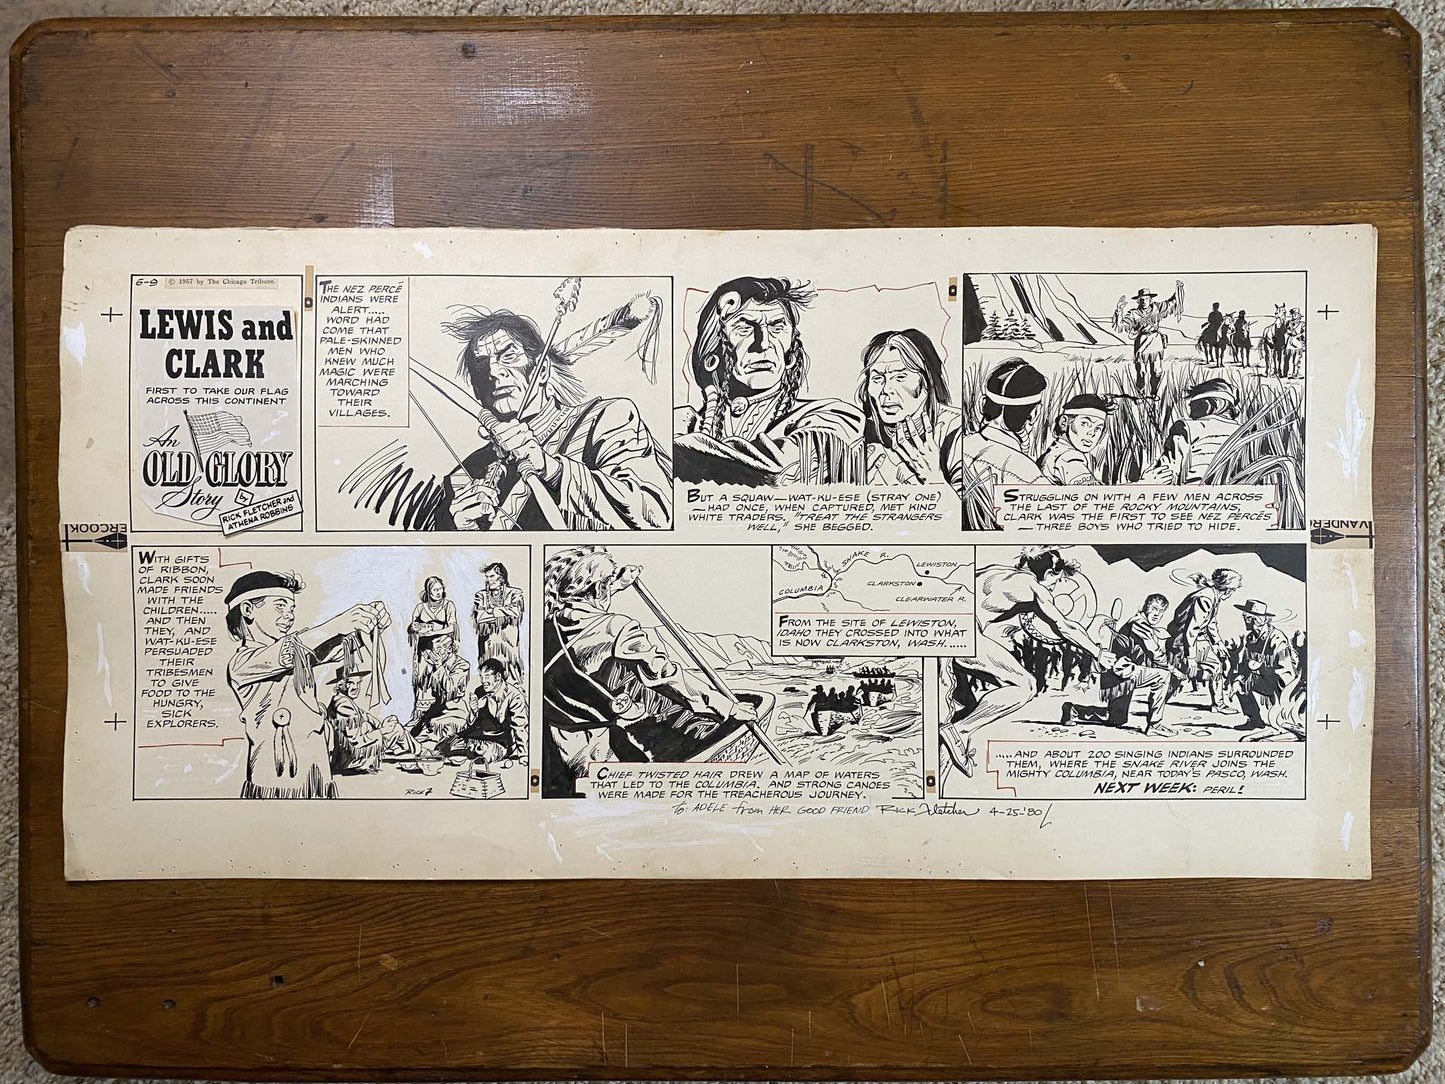 6-9
© 1957 by The Chicago Tribune.
LEWIS and
CLARK
FIRST TO TAKE OUR FLAG
ACROSS THIS CONTINENT
An
OLD GLORY
Story
by
RICK FLETCHER and
ATHENA ROBBINS
THE NEZ PERCÉ
INDIANS WERE
ALERT.....
WORD HAD
COME THAT
PALE-SKINNED
MEN WHO
KNEW MUCH
MAGIC WERE
MARCHING
TOWARD
THEIR
VILLAGES.
BUT A SQUAW—WAT-KU-ESE (STRAY ONE)
—HAD ONCE, WHEN CAPTURED, MET KIND
WHITE TRADERS. "TREAT THE STRANGERS
WELL," SHE BEGGED.
STRUGGLING ON WITH A FEW MEN ACROSS
THE LAST OF THE ROCKY MOUNTAINS,
CLARK WAS THE FIRST TO SEE NEZ PERCÉS
—THREE BOYS WHO TRIED TO HIDE.
ERCOOK
VANDER
WITH GIFTS
OF RIBBON,
CLARK SOON
MADE FRIENDS
WITH THE
CHILDREN.....
AND THEN
THEY, AND
WAT-KU-ESE
PERSUADED
THEIR
TRIBESMEN
TO GIVE
FOOD TO THE
HUNGRY,
SICK
EXPLORERS.
RICK
CHIEF TWISTED HAIR DREW A MAP OF WATERS
THAT LED TO THE COLUMBIA. AND STRONG CANOES
WERE MADE FOR THE TREACHEROUS JOURNEY.
SNAKE R.
LEWISTON
CLARKSTON
COLUMBIA
CLEARWATER R.
FROM THE SITE OF LEWISTON,
IDAHO THEY CROSSED INTO WHAT
IS NOW CLARKSTON, WASH......
.....AND ABOUT 200 SINGING INDIANS SURROUNDED
THEM, WHERE THE SNAKE RIVER JOINS THE
MIGHTY COLUMBIA, NEAR TODAY'S PASCO, WASH.
NEXT WEEK: PERIL!
To: ADELE from HER GOOD FRIEND. RICK Fletcher 4-25-'80